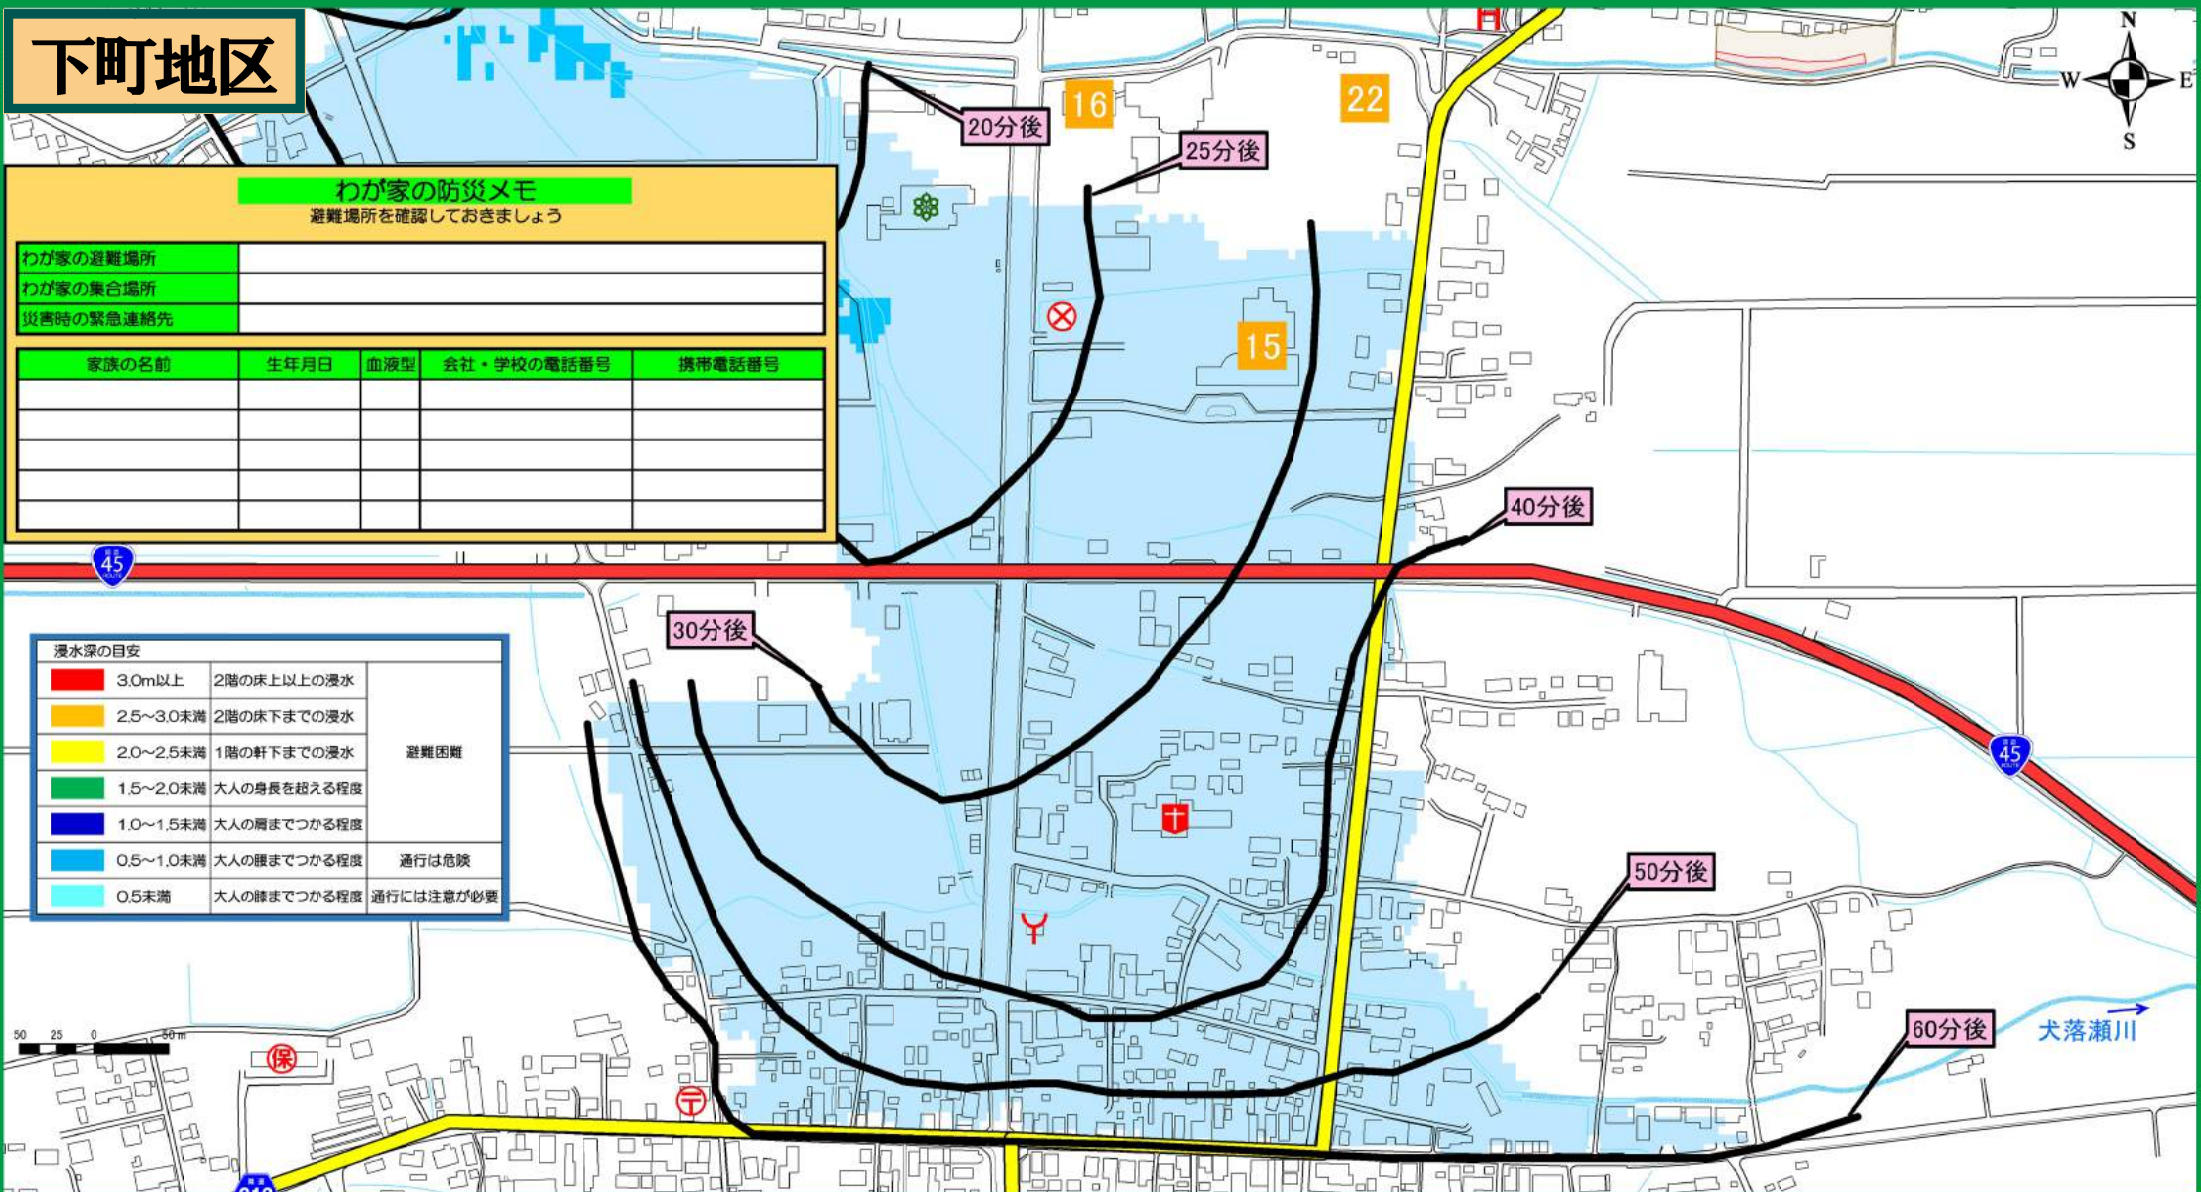 下町地区
N
W
E
S
16
22
20分後
25分後
わが家の防災メモ
避難場所を確認しておきましょう
わが家の避難場所
わが家の集合場所
災害時の緊急連絡先
家族の名前 生年月日 血液型 会社・学校の電話番号 携帯電話番号
15
40分後
45
ROUTE
30分後
浸水深の目安
3.0m以上 2階の床上以上の浸水
2.5～3.0未満 2階の床下までの浸水
2.0～2.5未満 1階の軒下までの浸水
避難困難
1.5～2.0未満 大人の身長を超える程度
1.0～1.5未満 大人の肩までつかる程度
0.5～1.0未満 大人の腰までつかる程度 通行は危険
0.5未満 大人の膝までつかる程度 通行には注意が必要
45
ROUTE
50分後
60分後
犬落瀬川
50 25 0 50 m
保